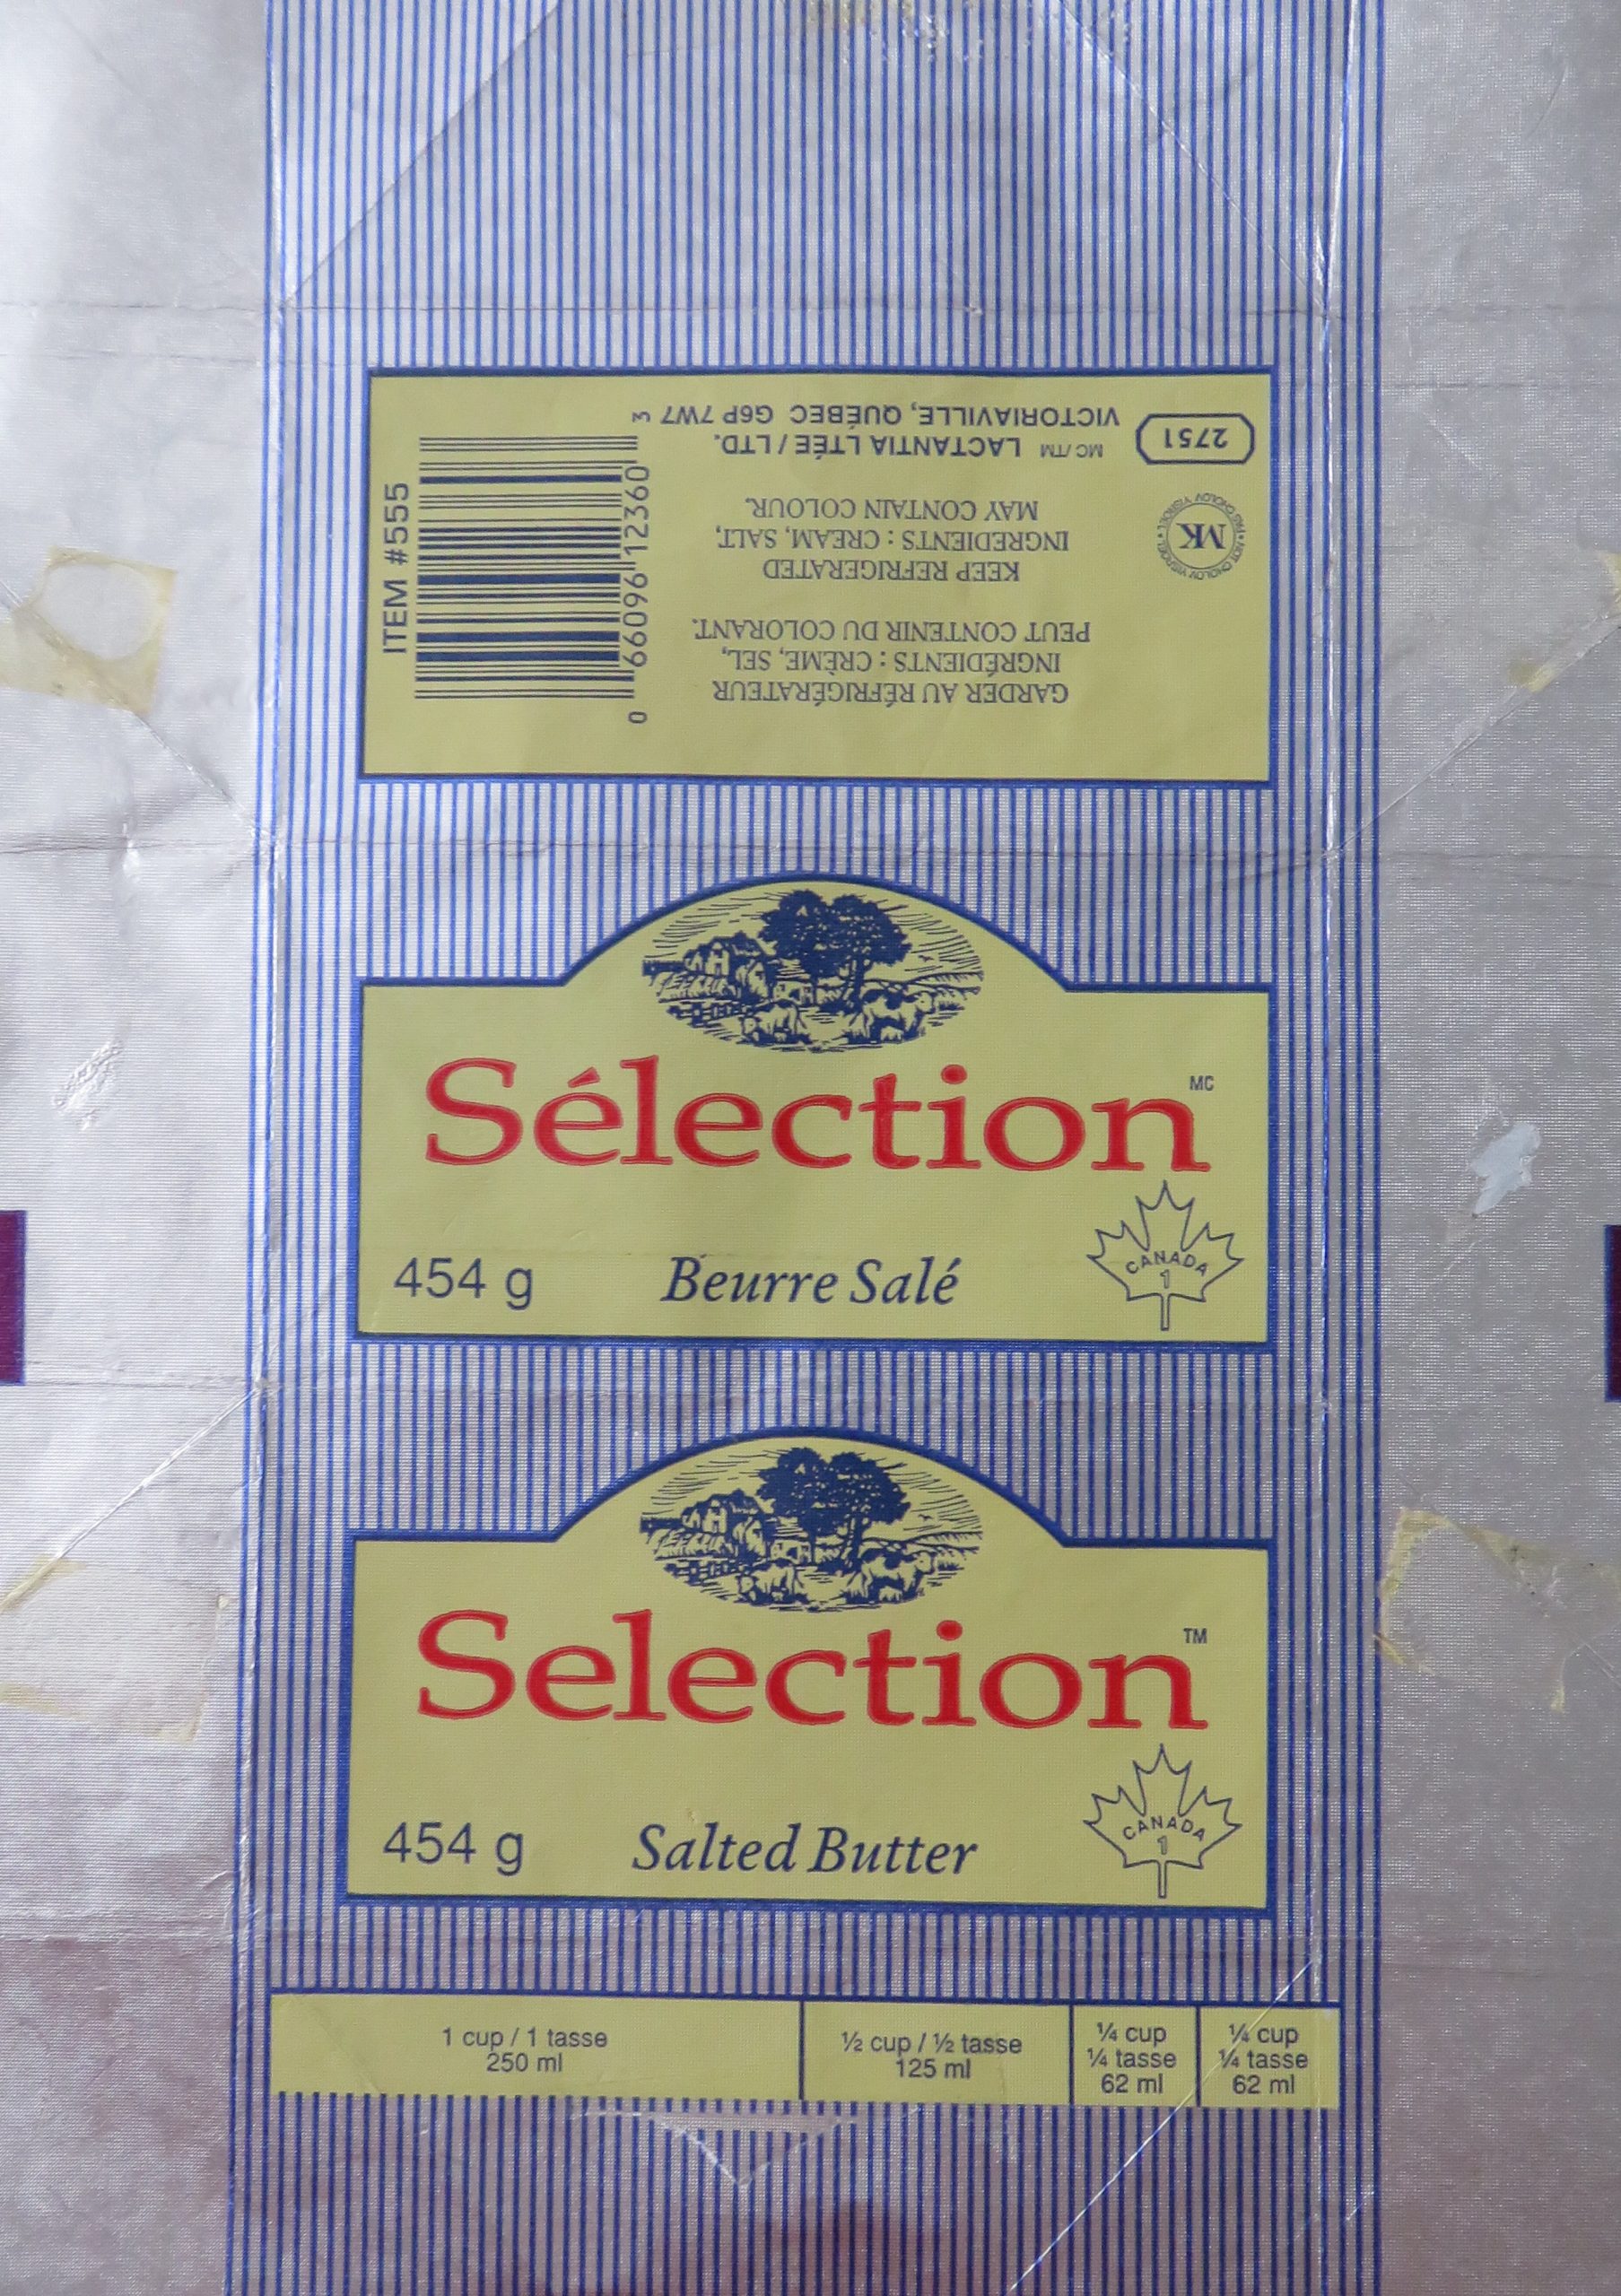 VICTORIAVILLE, QUÉBEC G6P 7W7
MC/TM LACTANTIA LTÉE / LTD.
2751
MAY CONTAIN COLOUR.
INGREDIENTS : CREAM, SALT,
KEEP REFRIGERATED
MK
PEUT CONTENIR DU COLORANT.
INGRÉDIENTS : CRÈME, SEL,
GARDER AU RÉFRIGÉRATEUR
ITEM #555
0 66096 12360 3
Sélection MC
454 g Beurre Salé
CANADA
1
Selection TM
454 g Salted Butter
CANADA
1
1 cup / 1 tasse
250 ml
½ cup / ½ tasse
125 ml
¼ cup
¼ tasse
62 ml
¼ cup
¼ tasse
62 ml